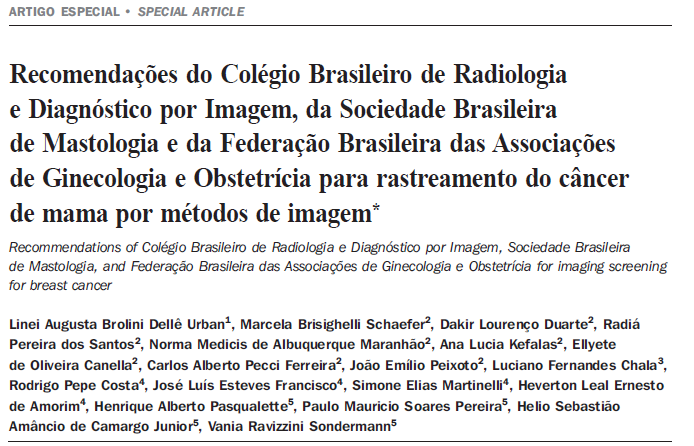 ARTIGO ESPECIAL • SPECIAL ARTICLE
Recomendações do Colégio Brasileiro de Radiologia
e Diagnóstico por Imagem, da Sociedade Brasileira
de Mastologia e da Federação Brasileira das Associações
de Ginecologia e Obstetrícia para rastreamento do câncer
de mama por métodos de imagem*
Recommendations of Colégio Brasileiro de Radiologia e Diagnóstico por Imagem, Sociedade Brasileira
de Mastologia, and Federação Brasileira das Associações de Ginecologia e Obstetrícia for imaging screening
for breast cancer
Linei Augusta Brolini Dellê Urban¹, Marcela Brisighelli Schaefer², Dakir Lourenço Duarte², Radiá
Pereira dos Santos², Norma Medicis de Albuquerque Maranhão², Ana Lucia Kefalas², Ellyete
de Oliveira Canella², Carlos Alberto Pecci Ferreira², João Emílio Peixoto², Luciano Fernandes Chala³,
Rodrigo Pepe Costa⁴, José Luís Esteves Francisco⁴, Simone Elias Martinelli⁴, Heverton Leal Ernesto
de Amorim⁴, Henrique Alberto Pasqualette⁵, Paulo Mauricio Soares Pereira⁵, Helio Sebastião
Amâncio de Camargo Junior⁵, Vania Ravizzini Sondermann⁵